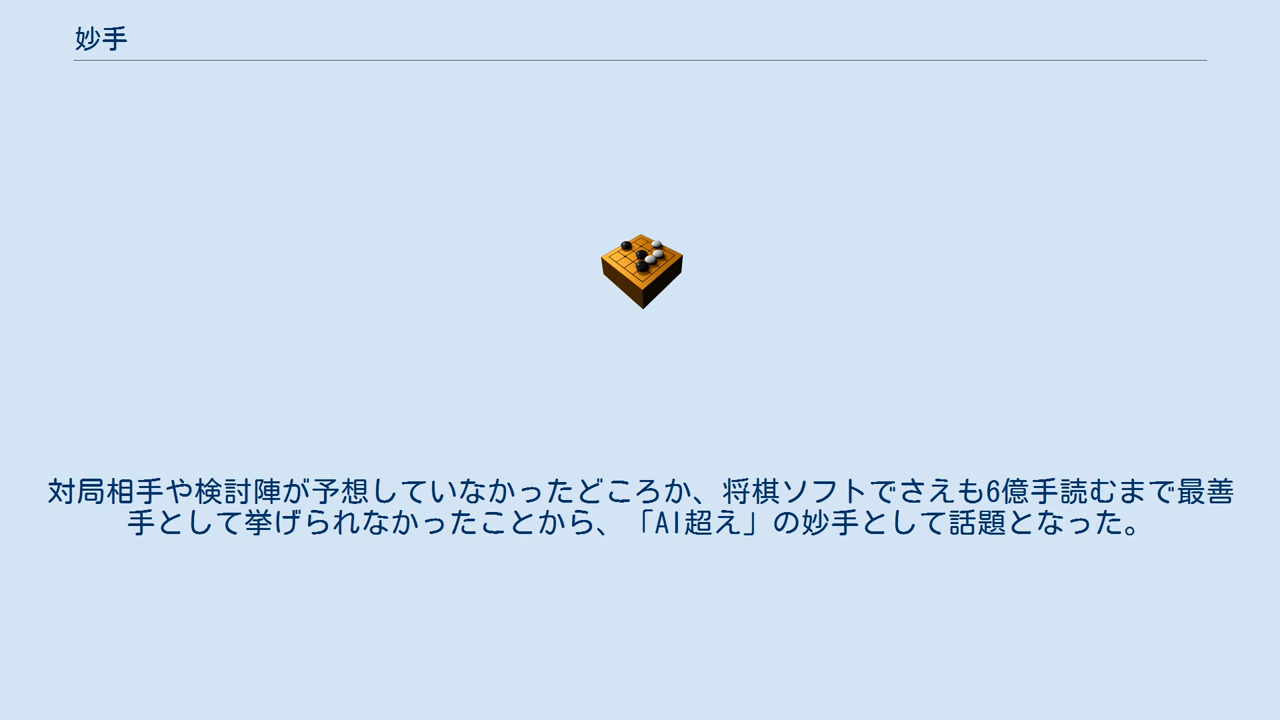 妙手
対局相手や検討陣が予想していなかったどころか、将棋ソフトでさえも6億手読むまで最善
手として挙げられなかったことから、「AI超え」の妙手として話題となった。